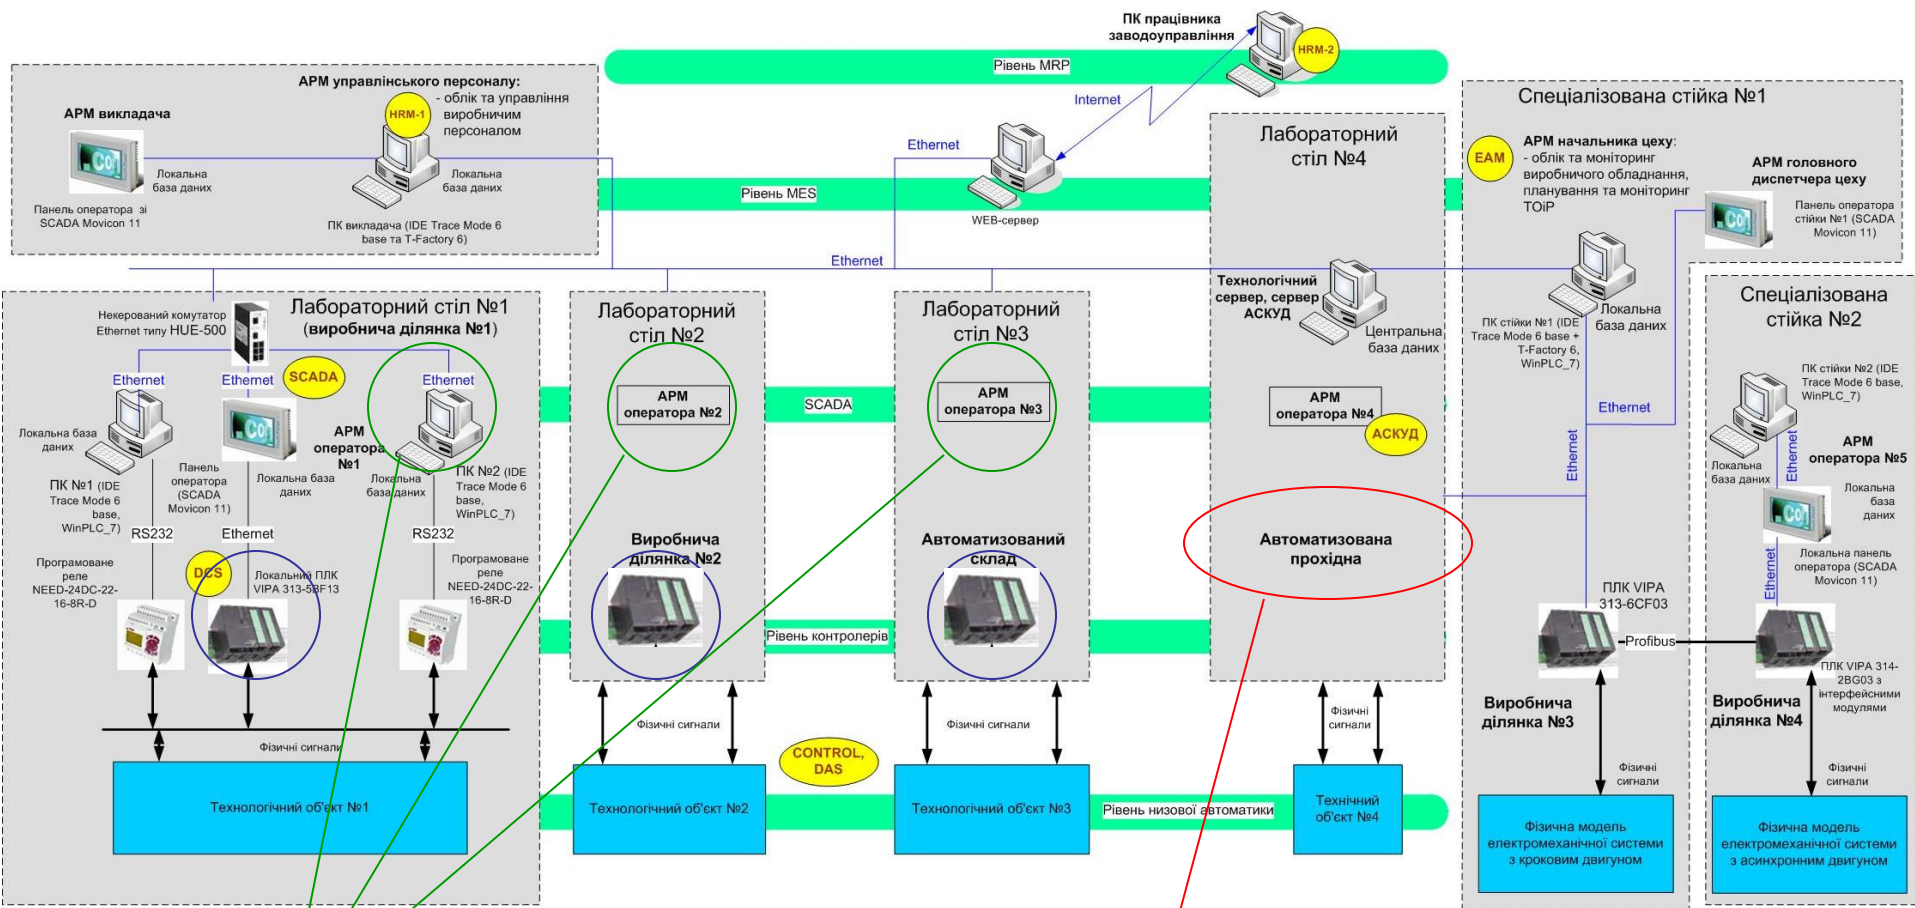 ПК працівника
заводоуправління
HRM-2
Рівень MRP
Internet
АРМ управлінського персоналу:
- облік та управління
виробничим
персоналом
HRM-1
АРМ викладача
Локальна
база даних
Локальна
база даних
Панель оператора зі
SCADA Movicon 11
ПК викладача (IDE Trace Mode 6
base та T-Factory 6)
Ethernet
Рівень MES
WEB-сервер
Ethernet
Лабораторний
стіл №4
Технологічний
сервер, сервер
АСКУД
Центральна
база даних
АРМ
оператора №4
АСКУД
Автоматизована
прохідна
Фізичні
сигнали
Технічний
об'єкт №4
Спеціалізована стійка №1
EAM
АРМ начальника цеху:
- облік та моніторинг
виробничого обладнання,
планування та моніторинг
ТОіР
АРМ головного
диспетчера цеху
Панель оператора
стійки №1 (SCADA
Movicon 11)
Локальна
база даних
ПК стійки №1 (IDE
Trace Mode 6 base +
T-Factory 6,
WinPLC_7)
Ethernet
Ethernet
ПЛК VIPA
313-6CF03
Profibus
Виробнича
ділянка №3
Фізичні
сигнали
Фізична модель
електромеханічної системи
з кроковим двигуном
Спеціалізована
стійка №2
ПК стійки №2 (IDE
Trace Mode 6 base,
WinPLC_7)
Локальна
база даних
Ethernet
АРМ
оператора №5
Локальна
база
даних
Локальна панель
оператора (SCADA
Movicon 11)
Ethernet
ПЛК VIPA 314-
2BG03 з
інтерфейсними
модулями
Виробнича
ділянка №4
Фізичні
сигнали
Фізична модель
електромеханічної системи
з асинхронним двигуном
Лабораторний стіл №1
(виробнича ділянка №1)
Некерований комутатор
Ethernet типу HUE-500
Ethernet
Ethernet
SCADA
Ethernet
Локальна база
даних
ПК №1 (IDE
Trace Mode 6
base,
WinPLC_7)
Панель
оператора
(SCADA
Movicon 11)
АРМ
оператора
№1
Локальна база
даних
Локальна
база даних
ПК №2 (IDE
Trace Mode 6
base,
WinPLC_7)
RS232
Ethernet
RS232
Програмоване
реле
NEED-24DC-22-
16-8R-D
DCS
Локальний ПЛК
VIPA 313-5BF13
Програмоване
реле
NEED-24DC-22-
16-8R-D
Фізичні сигнали
Технологічний об'єкт №1
Лабораторний
стіл №2
АРМ
оператора №2
Виробнича
ділянка №2
Фізичні сигнали
Технологічний об'єкт №2
SCADA
Рівень контролерів
CONTROL,
DAS
Лабораторний
стіл №3
АРМ
оператора №3
Автоматизований
склад
Фізичні сигнали
Технологічний об'єкт №3
Рівень низової автоматики